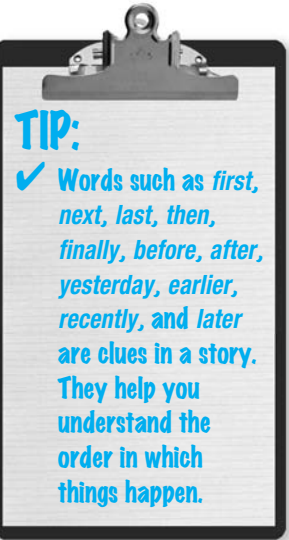 TIP:
✔ Words such as first,
next, last, then,
finally, before, after,
yesterday, earlier,
recently, and later
are clues in a story.
They help you
understand the
order in which
things happen.